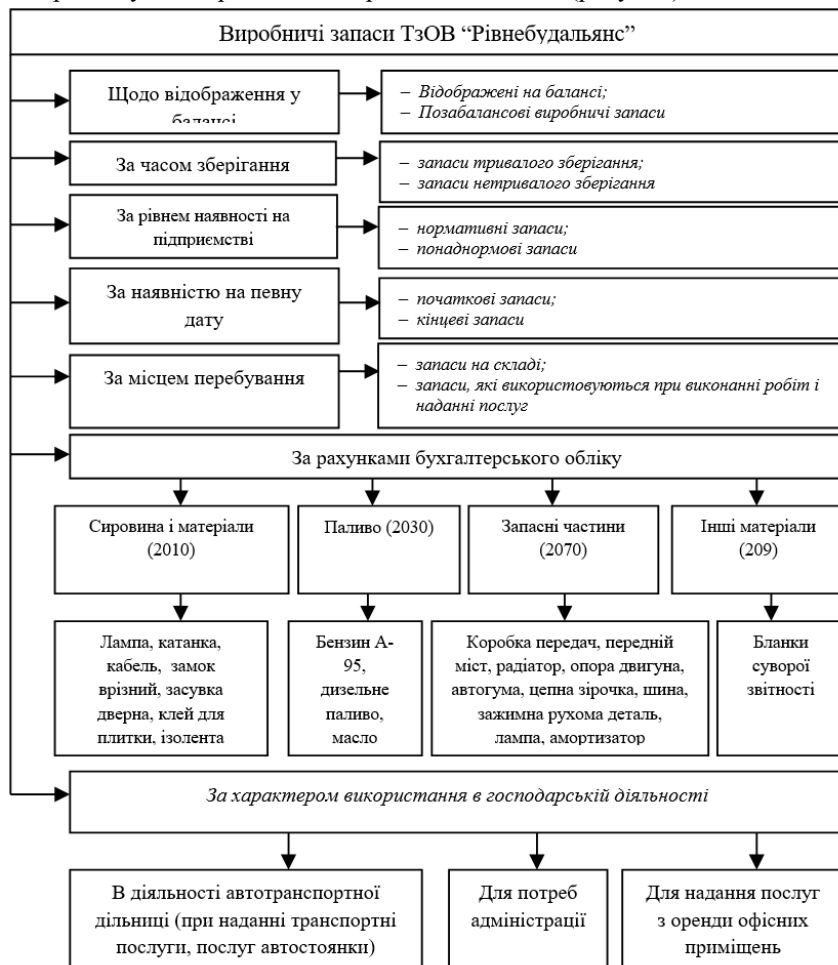 Виробничі запаси ТзОВ “Рівнебудальянс”
Щодо відображення у
балансі
– Відображені на балансі;
– Позабалансові виробничі запаси
За часом зберігання
– запаси тривалого зберігання;
– запаси нетривалого зберігання
За рівнем наявності на
підприємстві
– нормативні запаси;
– понаднормові запаси
За наявністю на певну
дату
– початкові запаси;
– кінцеві запаси
За місцем перебування
– запаси на складі;
– запаси, які використовуються при виконанні робіт і
наданні послуг
За рахунками бухгалтерського обліку
Сировина і матеріали
(2010)
Паливо (2030)
Запасні частини
(2070)
Інші матеріали
(209)
Лампа, катанка,
кабель, замок
врізний, засувка
дверна, клей для
плитки, ізолента
Бензин А-
95,
дизельне
паливо,
масло
Коробка передач, передній
міст, радіатор, опора двигуна,
автогума, цепна зірочка, шина,
зажимна рухома деталь,
лампа, амортизатор
Бланки
суворої
звітності
За характером використання в господарській діяльності
В діяльності автотранспортної
дільниці (при наданні транспортні
послуги, послуг автостоянки)
Для потреб
адміністрації
Для надання послуг
з оренди офісних
приміщень